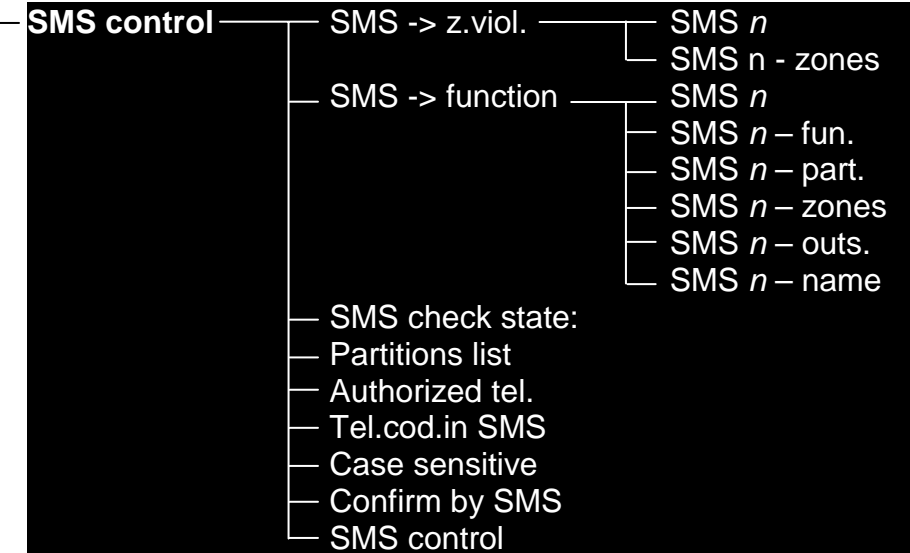 SMS control SMS -> z.viol. SMS n
SMS n - zones
SMS -> function SMS n
SMS n – fun.
SMS n – part.
SMS n – zones
SMS n – outs.
SMS n – name
SMS check state:
Partitions list
Authorized tel.
Tel.cod.in SMS
Case sensitive
Confirm by SMS
SMS control